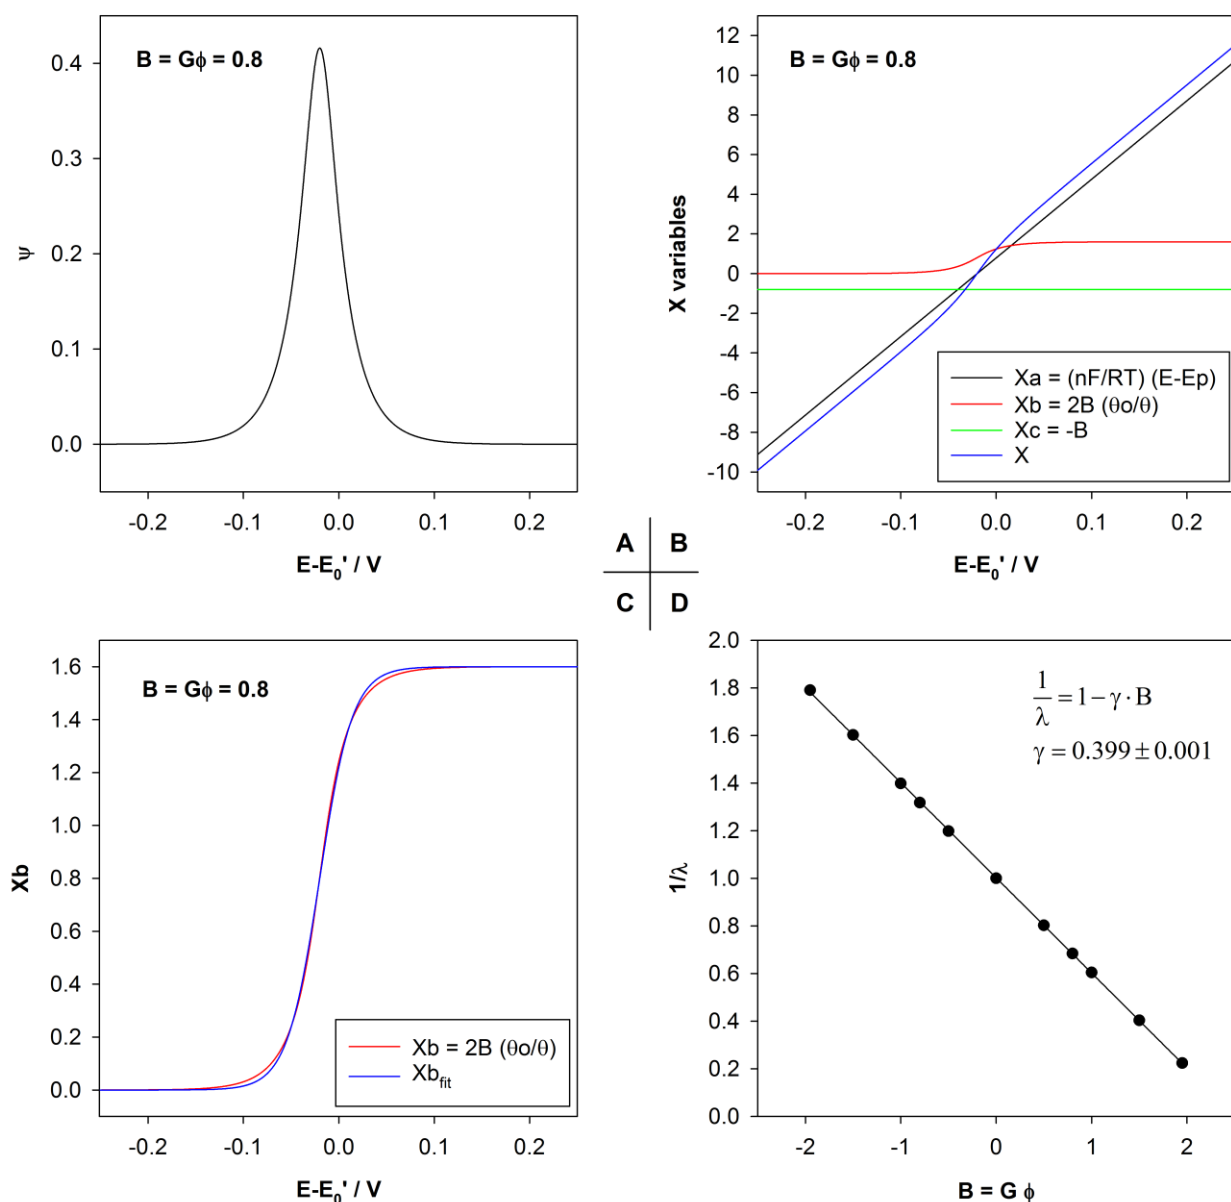 B = Gϕ = 0.8
0.4
0.3
0.2
0.1
0.0
ψ
-0.2 -0.1 0.0 0.1 0.2
E-E₀' / V
B = Gϕ = 0.8
12
10
8
6
4
2
0
-2
-4
-6
-8
-10
X variables
Xa = (nF/RT) (E-Ep)
Xb = 2B (θo/θ)
Xc = -B
X
-0.2 -0.1 0.0 0.1 0.2
E-E₀' / V
A B
C D
B = Gϕ = 0.8
1.6
1.4
1.2
1.0
0.8
0.6
0.4
0.2
0.0
Xb
Xb = 2B (θo/θ)
Xb_fit
-0.2 -0.1 0.0 0.1 0.2
E-E₀' / V
2.0
1.8
1.6
1.4
1.2
1.0
0.8
0.6
0.4
0.2
0.0
1/λ
1/λ = 1 − γ · B
γ = 0.399 ± 0.001
-2 -1 0 1 2
B = G ϕ